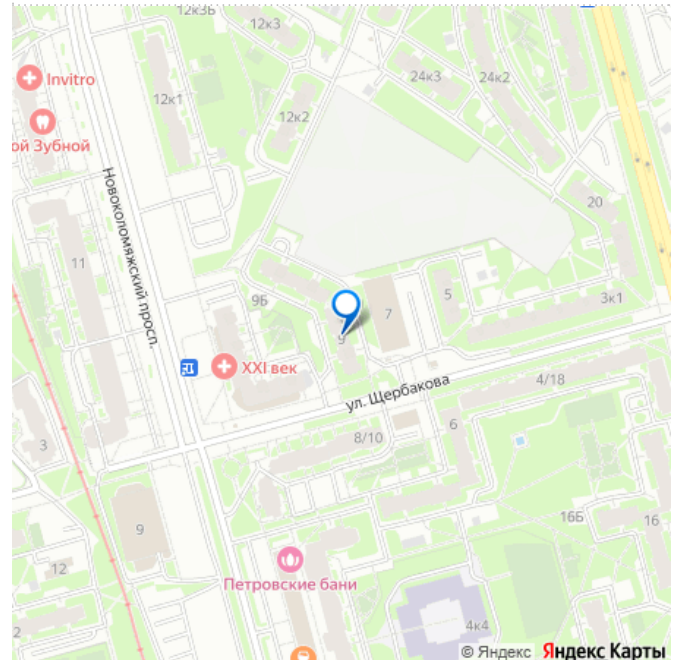 12к3Б
12к3
Invitro
12к1
24к3
24к2
12к2
ой Зубной
Новоколомяжский просп.
20
11
9Б
5
3к1
7
9
XXI век
ул. Щербакова
4/18
8/10
6
3
16Б
16
9
12
Петровские бани
2
4к4
© Яндекс Яндекс Карты